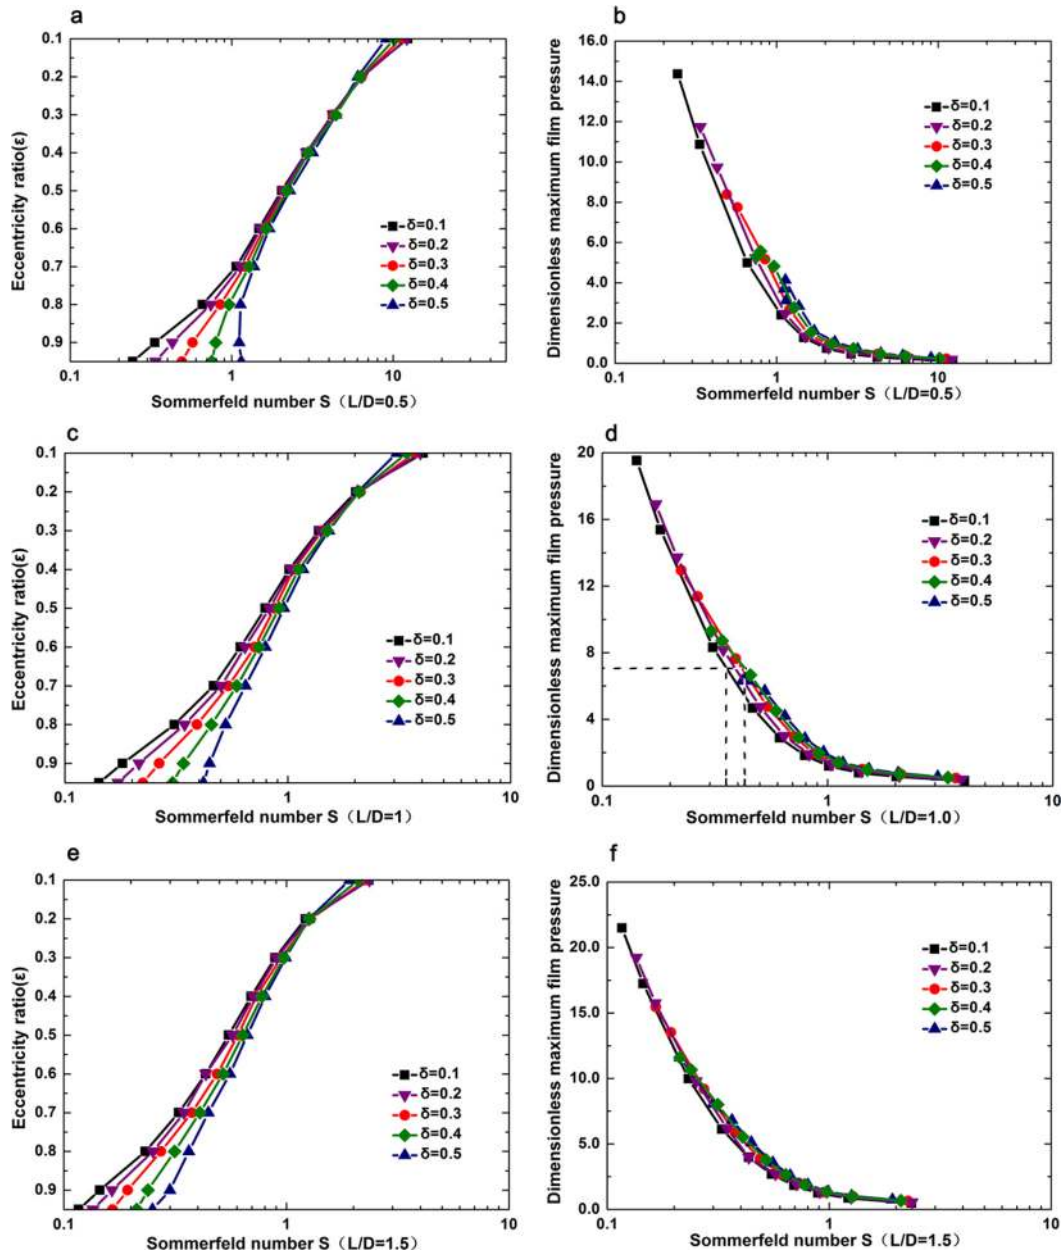 a
0.1
0.2
0.3
0.4
0.5
0.6
0.7
0.8
0.9
Eccentricity ratio(ε)
δ=0.1
δ=0.2
δ=0.3
δ=0.4
δ=0.5
0.1 1 10
Sommerfeld number S（L/D=0.5）
b
16.0
14.0
12.0
10.0
8.0
6.0
4.0
2.0
0.0
Dimensionless maximum film pressure
δ=0.1
δ=0.2
δ=0.3
δ=0.4
δ=0.5
0.1 1 10
Sommerfeld number S（L/D=0.5）
c
0.1
0.2
0.3
0.4
0.5
0.6
0.7
0.8
0.9
Eccentricity ratio(ε)
δ=0.1
δ=0.2
δ=0.3
δ=0.4
δ=0.5
0.1 1 10
Sommerfeld number S（L/D=1）
d
20
16
12
8
4
0
Dimensionless maximum film pressure
δ=0.1
δ=0.2
δ=0.3
δ=0.4
δ=0.5
0.1 1 10
Sommerfeld number S（L/D=1.0）
e
0.1
0.2
0.3
0.4
0.5
0.6
0.7
0.8
0.9
Eccentricity ratio(ε)
δ=0.1
δ=0.2
δ=0.3
δ=0.4
δ=0.5
0.1 1 10
Sommerfeld number S（L/D=1.5）
f
25.0
20.0
15.0
10.0
5.0
0.0
Dimensionless maximum film pressure
δ=0.1
δ=0.2
δ=0.3
δ=0.4
δ=0.5
0.1 1 10
Sommerfeld number S（L/D=1.5）